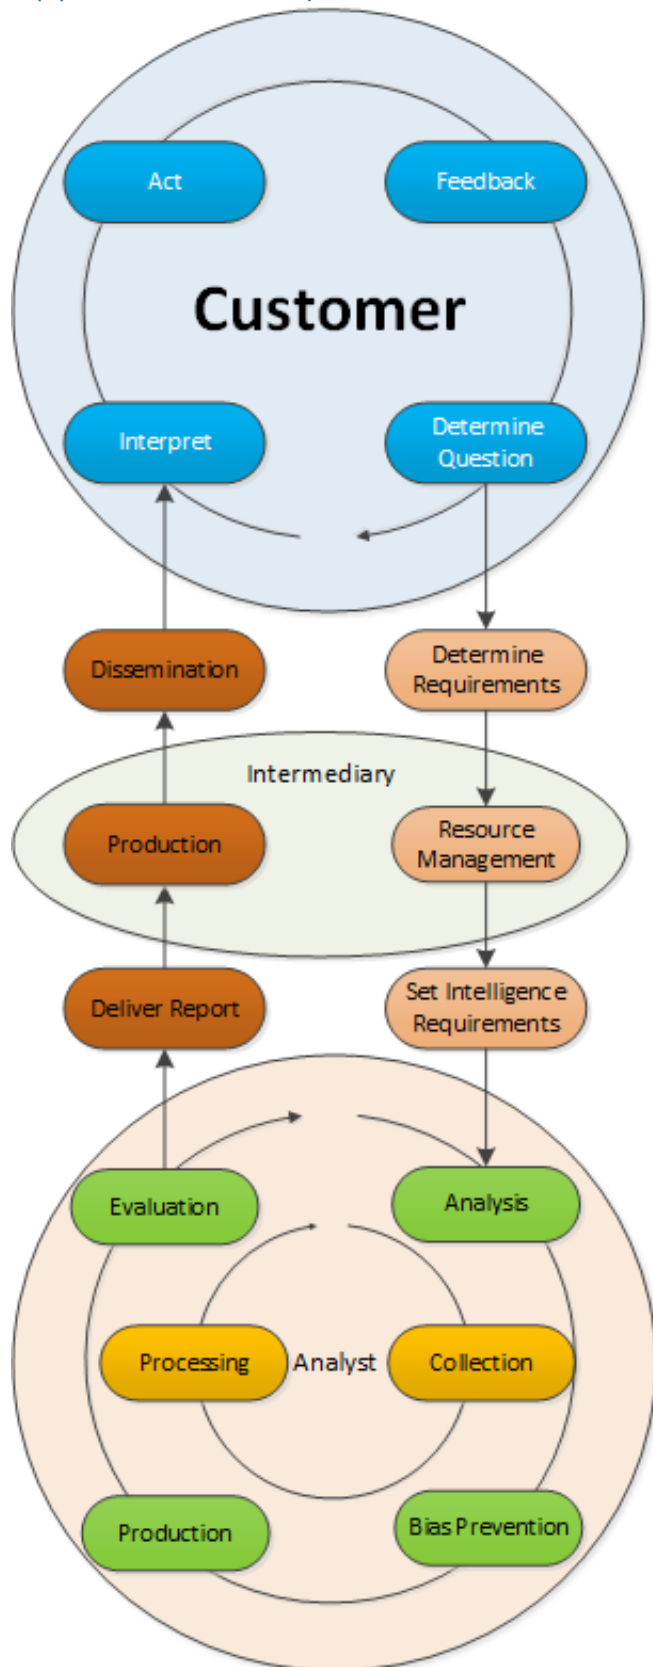 Act
Feedback
Customer
Interpret
Determine
Question
Dissemination
Determine
Requirements
Intermediary
Production
Resource
Management
Deliver Report
Set Intelligence
Requirements
Evaluation
Analysis
Processing
Analyst
Collection
Production
Bias Prevention